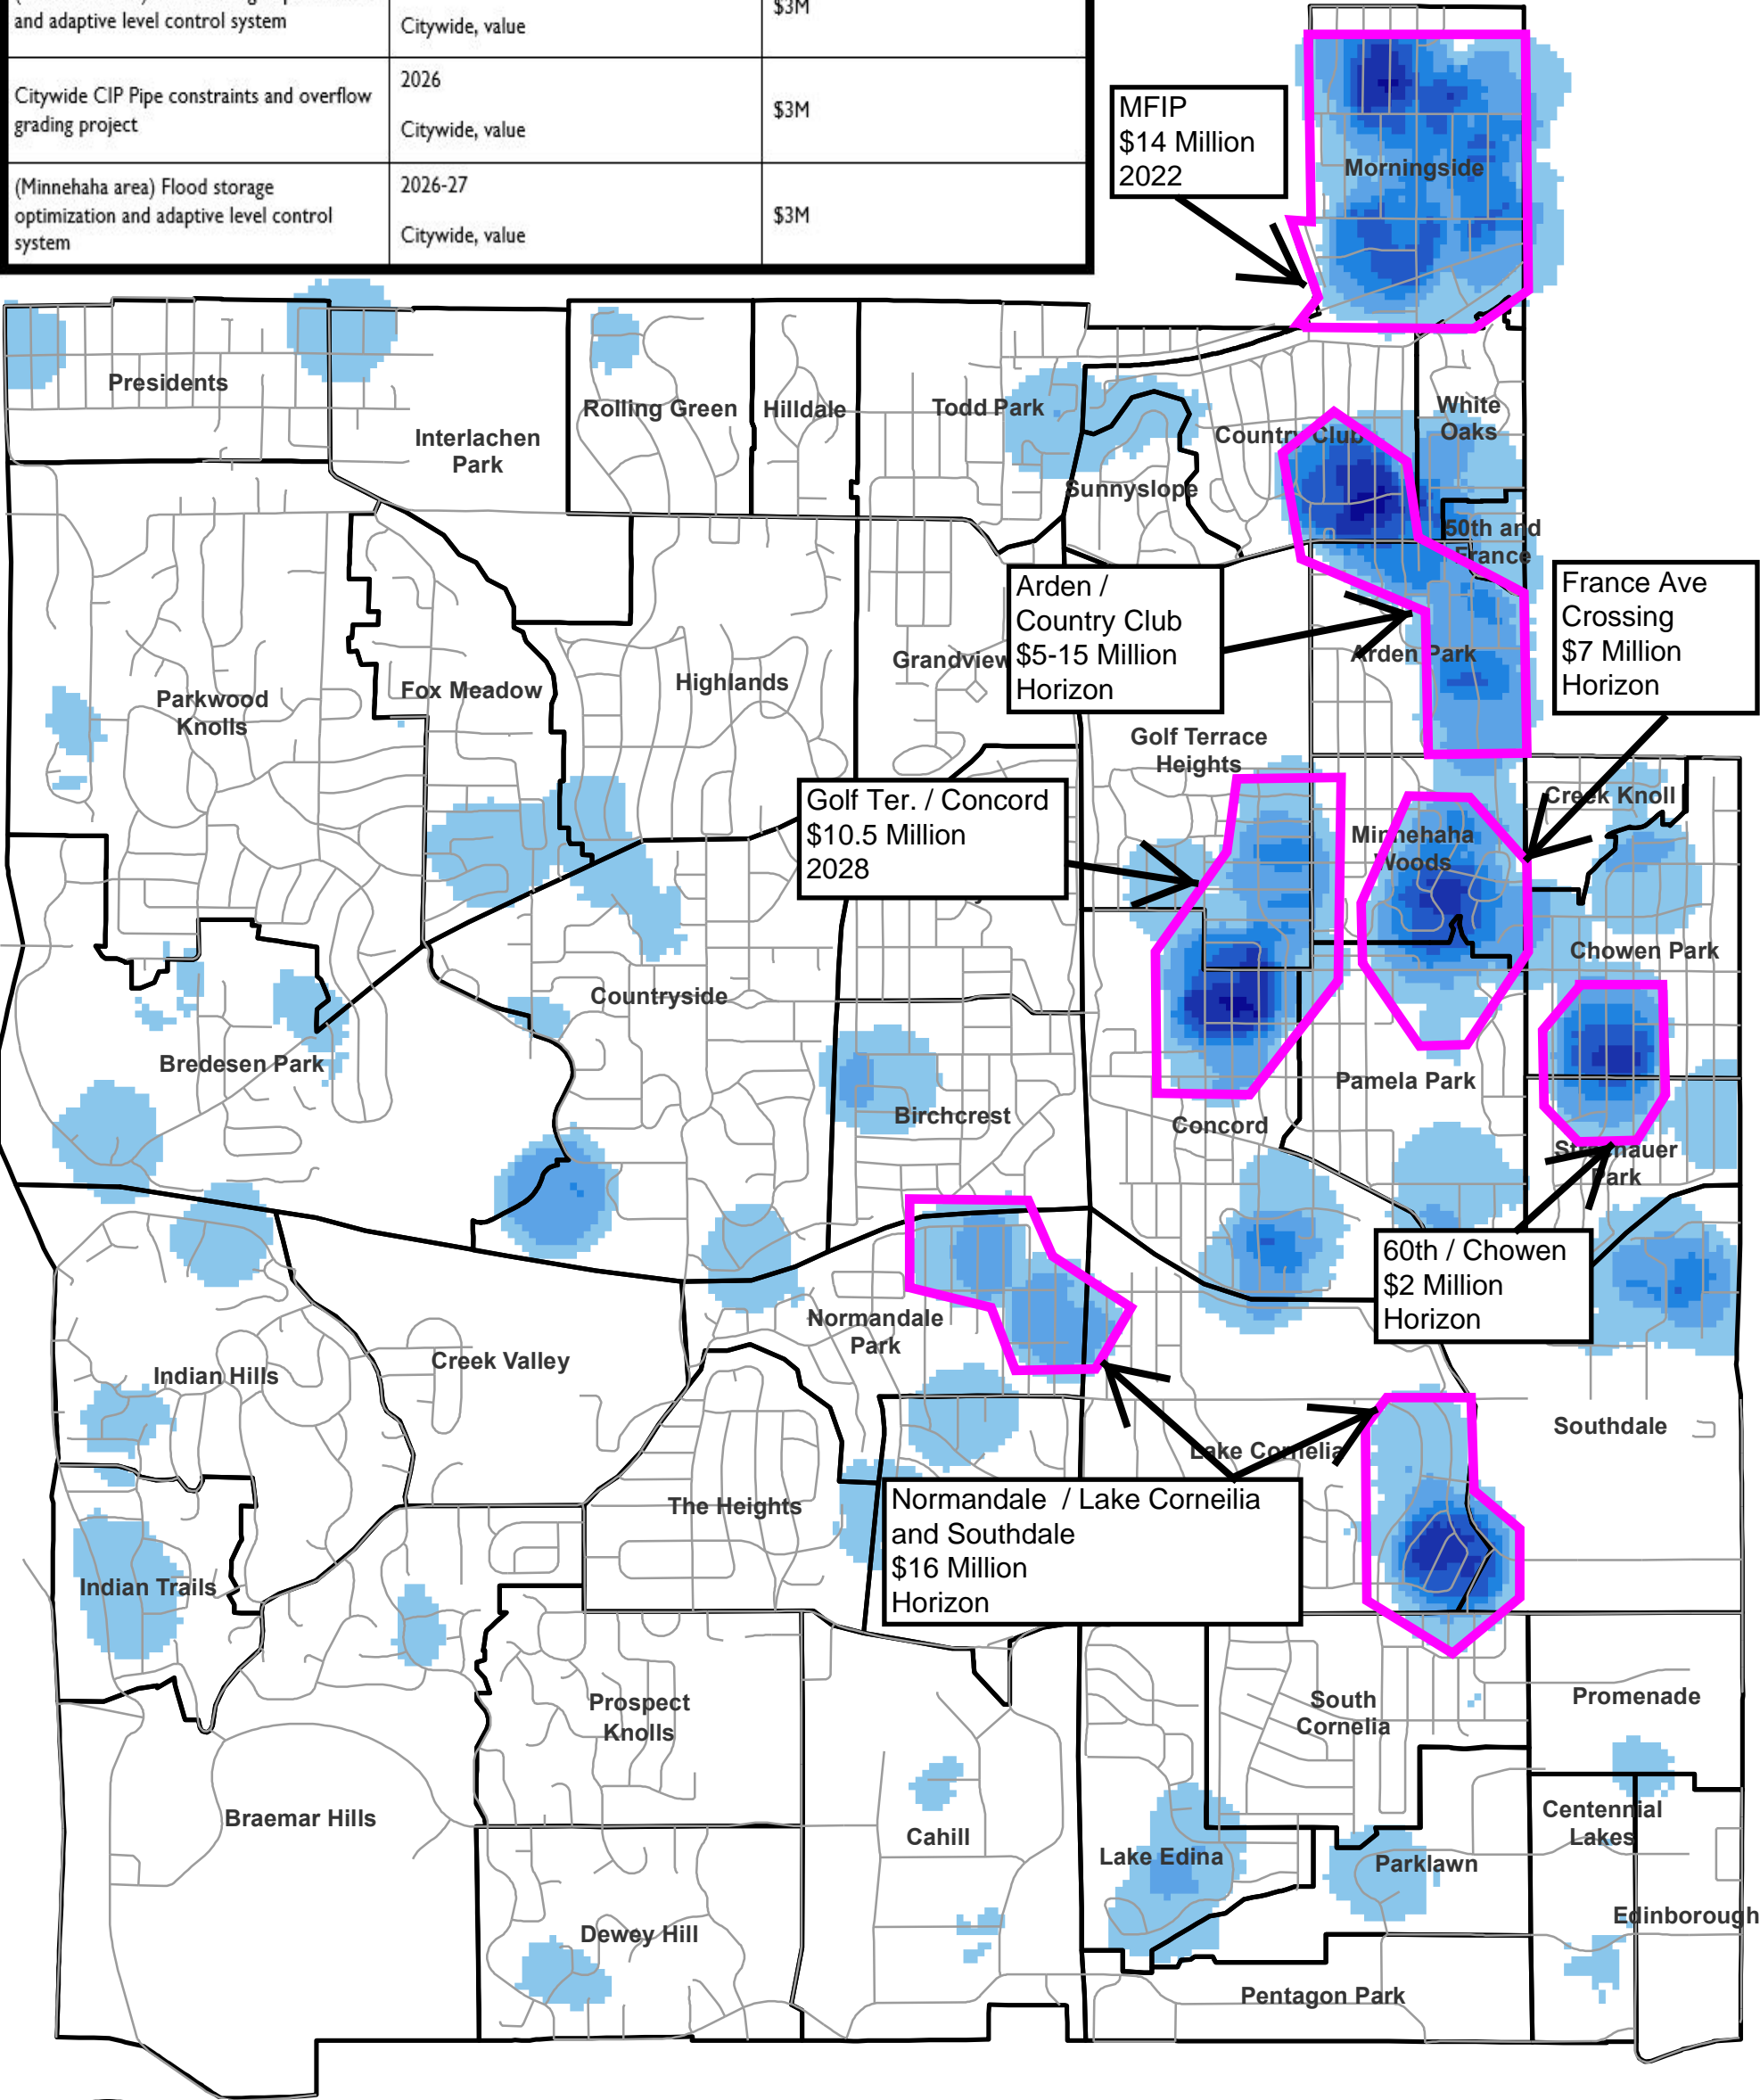 and adaptive level control system
Citywide, value
$3M
Citywide CIP Pipe constraints and overflow
grading project
2026
Citywide, value
$3M
(Minnehaha area) Flood storage
optimization and adaptive level control
system
2026-27
Citywide, value
$3M
MFIP
$14 Million
2022
Morningside
Presidents
Interlachen
Park
Rolling Green
Hilldale
Todd Park
Sunnyslope
Country Club
White
Oaks
50th and
France
Arden /
Country Club
$5-15 Million
Horizon
France Ave
Crossing
$7 Million
Horizon
Parkwood
Knolls
Fox Meadow
Highlands
Grandview
Arden Park
Golf Terrace
Heights
Golf Ter. / Concord
$10.5 Million
2028
Minnehaha
Woods
Creek Knoll
Chowen Park
Countryside
Bredesen Park
Birchcrest
Concord
Pamela Park
Strachauer
Park
60th / Chowen
$2 Million
Horizon
Normandale
Park
Indian Hills
Creek Valley
Lake Cornelia
Southdale
The Heights
Normandale / Lake Corneilia
and Southdale
$16 Million
Horizon
Indian Trails
Prospect
Knolls
South
Cornelia
Promenade
Braemar Hills
Cahill
Lake Edina
Parklawn
Centennial
Lakes
Dewey Hill
Edinborough
Pentagon Park